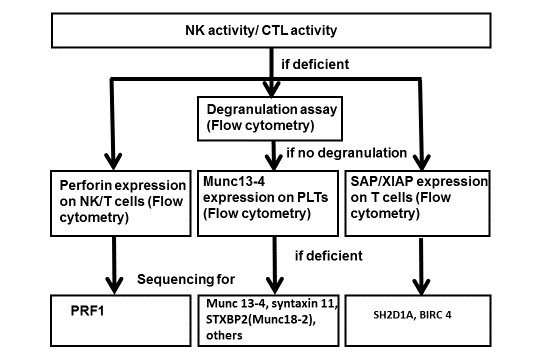 NK activity/ CTL activity
if deficient
Degranulation assay
(Flow cytometry)
if no degranulation
Perforin expression
on NK/T cells (Flow
cytometry)
Munc13-4
expression on PLTs
(Flow cytometry)
SAP/XIAP expression
on T cells (Flow
cytometry)
if deficient
Sequencing for
PRF1
Munc 13-4, syntaxin 11,
STXBP2(Munc18-2),
others
SH2D1A, BIRC 4